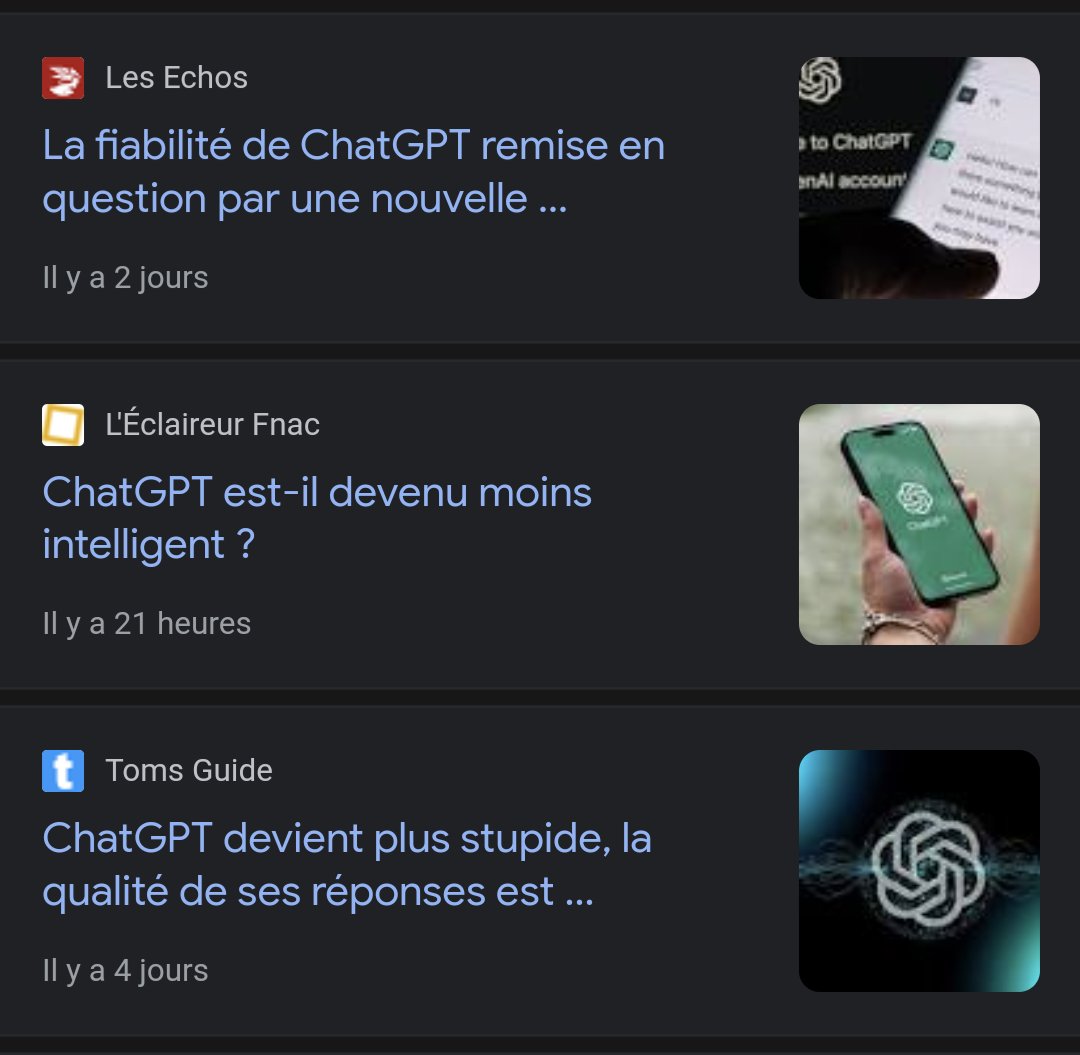 Les Echos
La fiabilité de ChatGPT remise en
question par une nouvelle ...
Il y a 2 jours
e to ChatGPT
enAI accoun
L'Éclaireur Fnac
ChatGPT est-il devenu moins
intelligent ?
Il y a 21 heures
ChatGPT
Toms Guide
ChatGPT devient plus stupide, la
qualité de ses réponses est ...
Il y a 4 jours